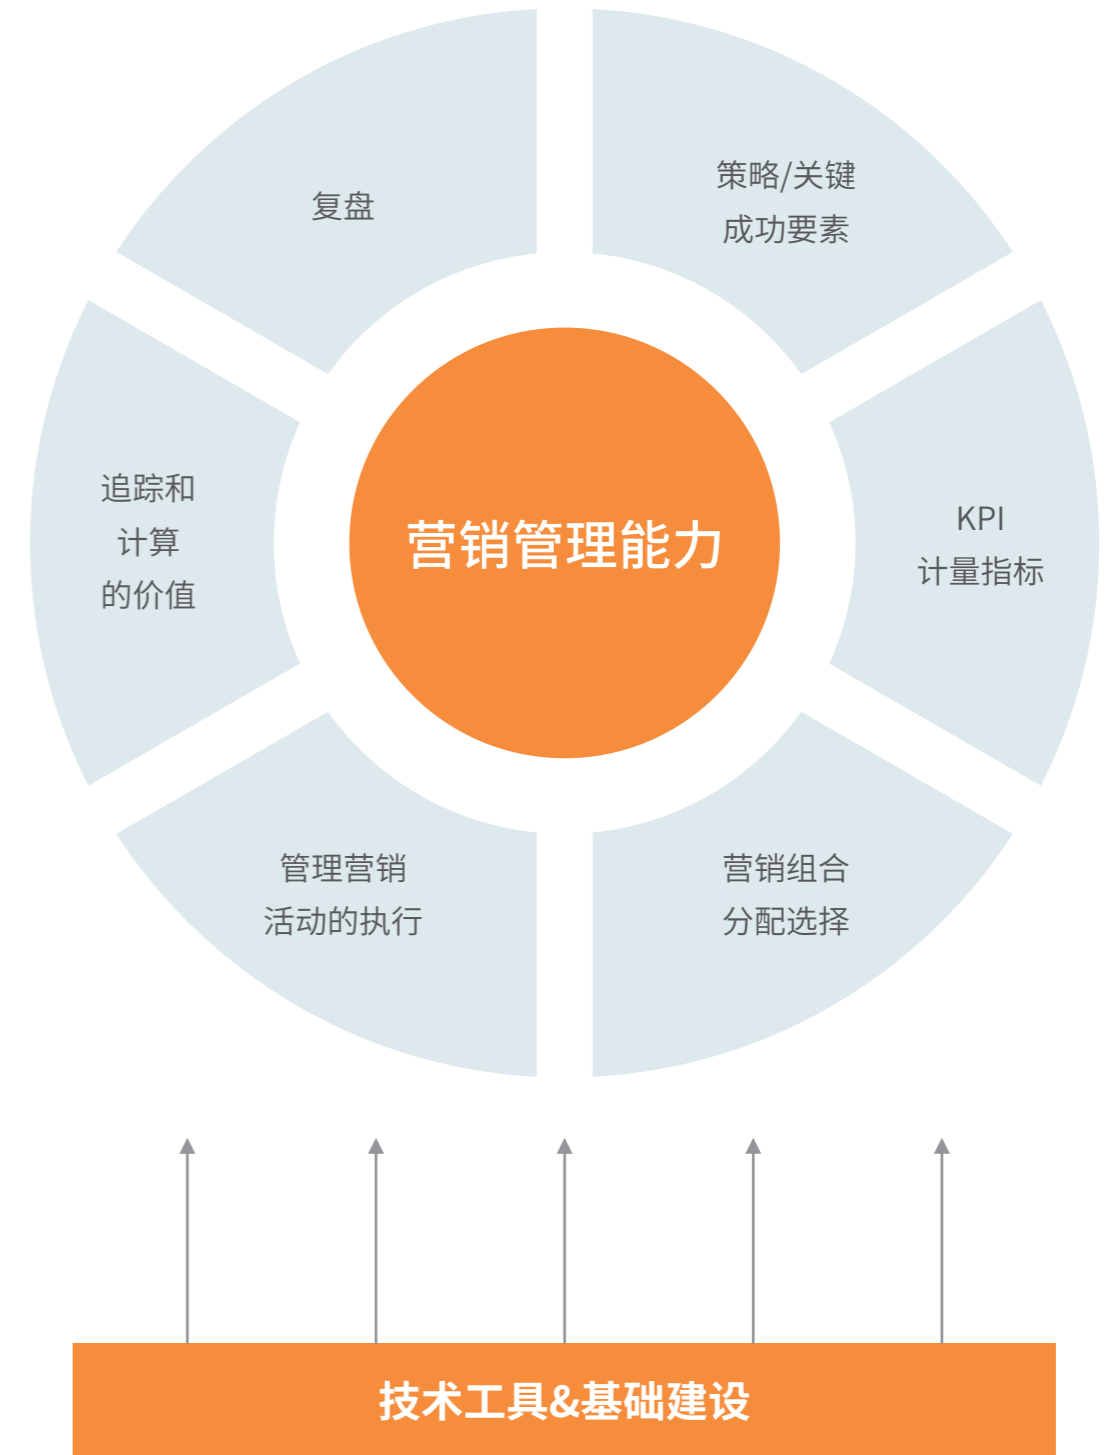 复盘
策略/关键
成功要素
追踪和
计算
的价值
营销管理能力
KPI
计量指标
管理营销
活动的执行
营销组合
分配选择
技术工具&基础建设